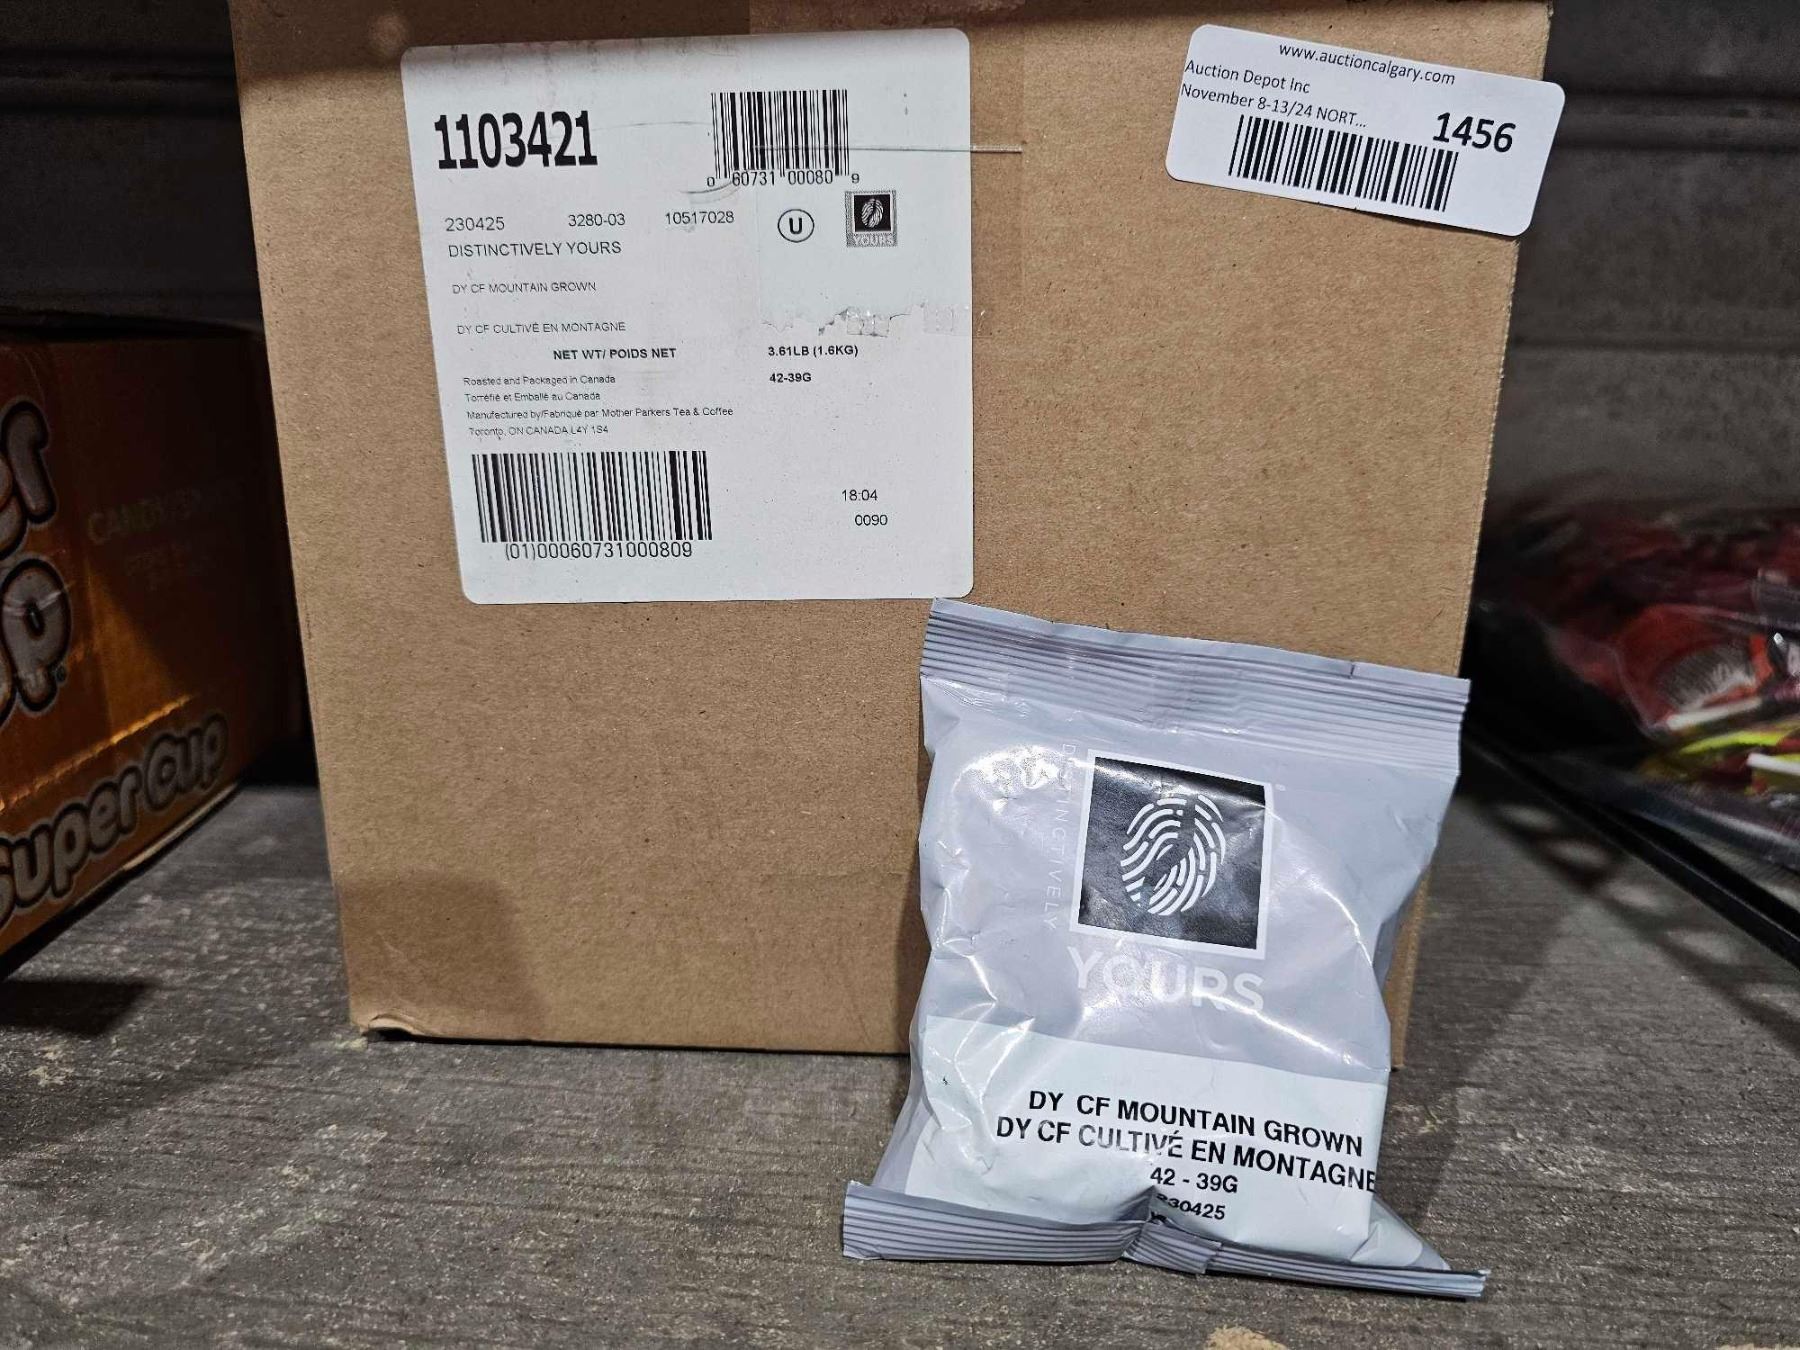 www.auctioncalgary.com
Auction Depot Inc
November 8-13/24 NORT...
1456
1103421
0 60731 00080 9
230425 3280-03 10517028
U
YOURS
DISTINCTIVELY YOURS
DY CF MOUNTAIN GROWN
DY CF CULTIVÉ EN MONTAGNE
NET WT/ POIDS NET 3.61LB (1.6KG)
42-39G
Roasted and Packaged in Canada
Torréfié et Emballé au Canada
Manufactured by/Fabriqué par Mother Parkers Tea & Coffee
Toronto, ON CANADA L4Y 1S4
18:04
0090
(01)00060731000809
Super Cup
DISTINCTIVELY
YOURS
DY CF MOUNTAIN GROWN
DY CF CULTIVÉ EN MONTAGNE
42 - 39G
230425